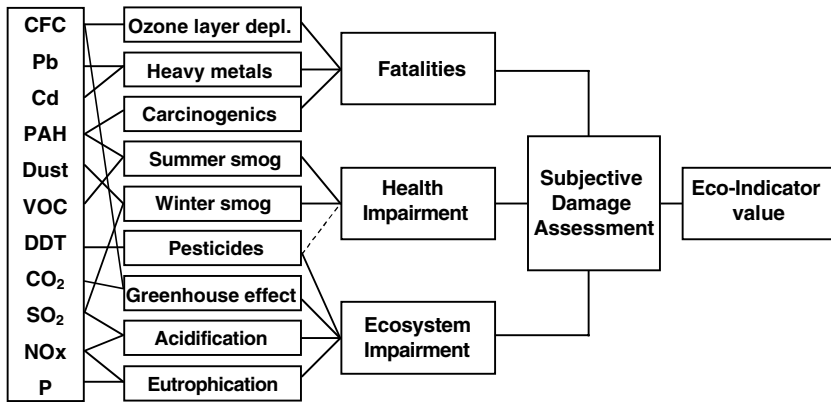 CFC
Pb
Cd
PAH
Dust
VOC
DDT
CO₂
SO₂
NOx
P
Ozone layer depl.
Heavy metals
Carcinogenics
Summer smog
Winter smog
Pesticides
Greenhouse effect
Acidification
Eutrophication
Fatalities
Health
Impairment
Ecosystem
Impairment
Subjective
Damage
Assessment
Eco-Indicator
value